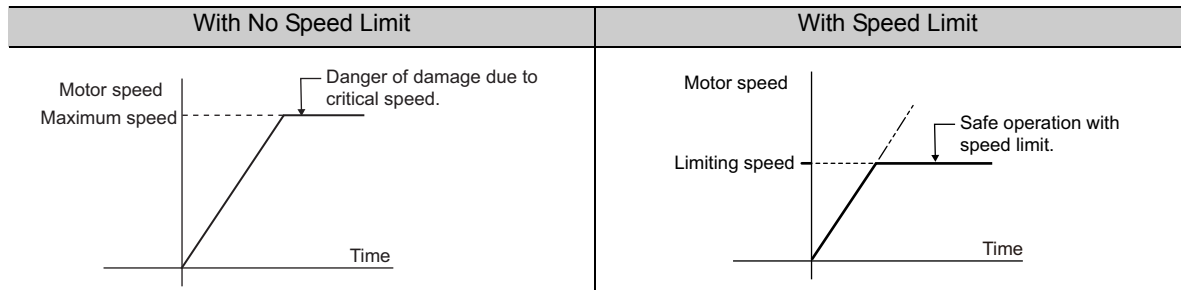 With No Speed Limit
With Speed Limit
Motor speed
Maximum speed
Danger of damage due to
critical speed.
Time
Motor speed
Limiting speed
Safe operation with
speed limit.
Time